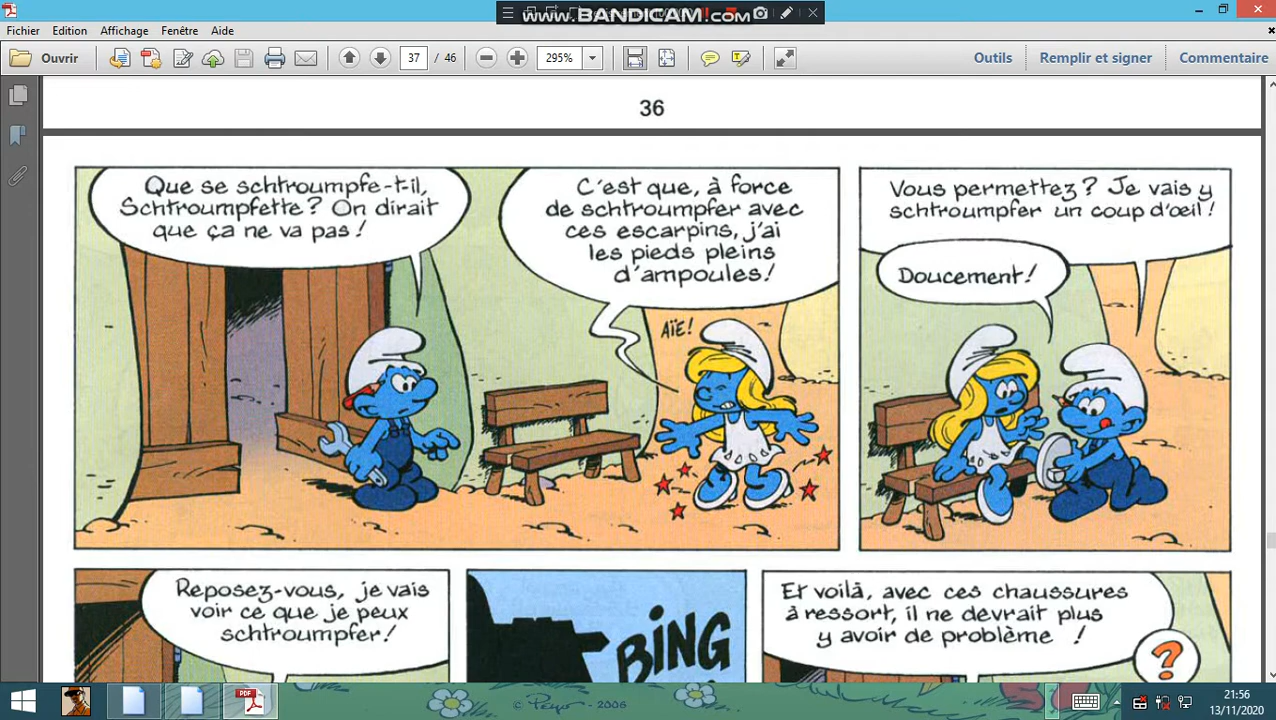 www.BANDICAM.com
Fichier Edition Affichage Fenêtre Aide
Ouvrir 37 / 46 295% Outils Remplir et signer Commentaire
36
Que se schtroumpfe-t-il,
Schtroumpfette? On dirait
que ça ne va pas!
C'est que, à force
de schtroumpfer avec
ces escarpins, j'ai
les pieds pleins
d'ampoules!
AÏE!
Vous permettez? Je vais y
schtroumpfer un coup d'œil!
Doucement!
Reposez-vous, je vais
voir ce que je peux
schtroumpfer!
BING
Et voilà, avec ces chaussures
à ressort, il ne devrait plus
y avoir de problème !
?
PDF
© Peyo - 2006
21:56
13/11/2020